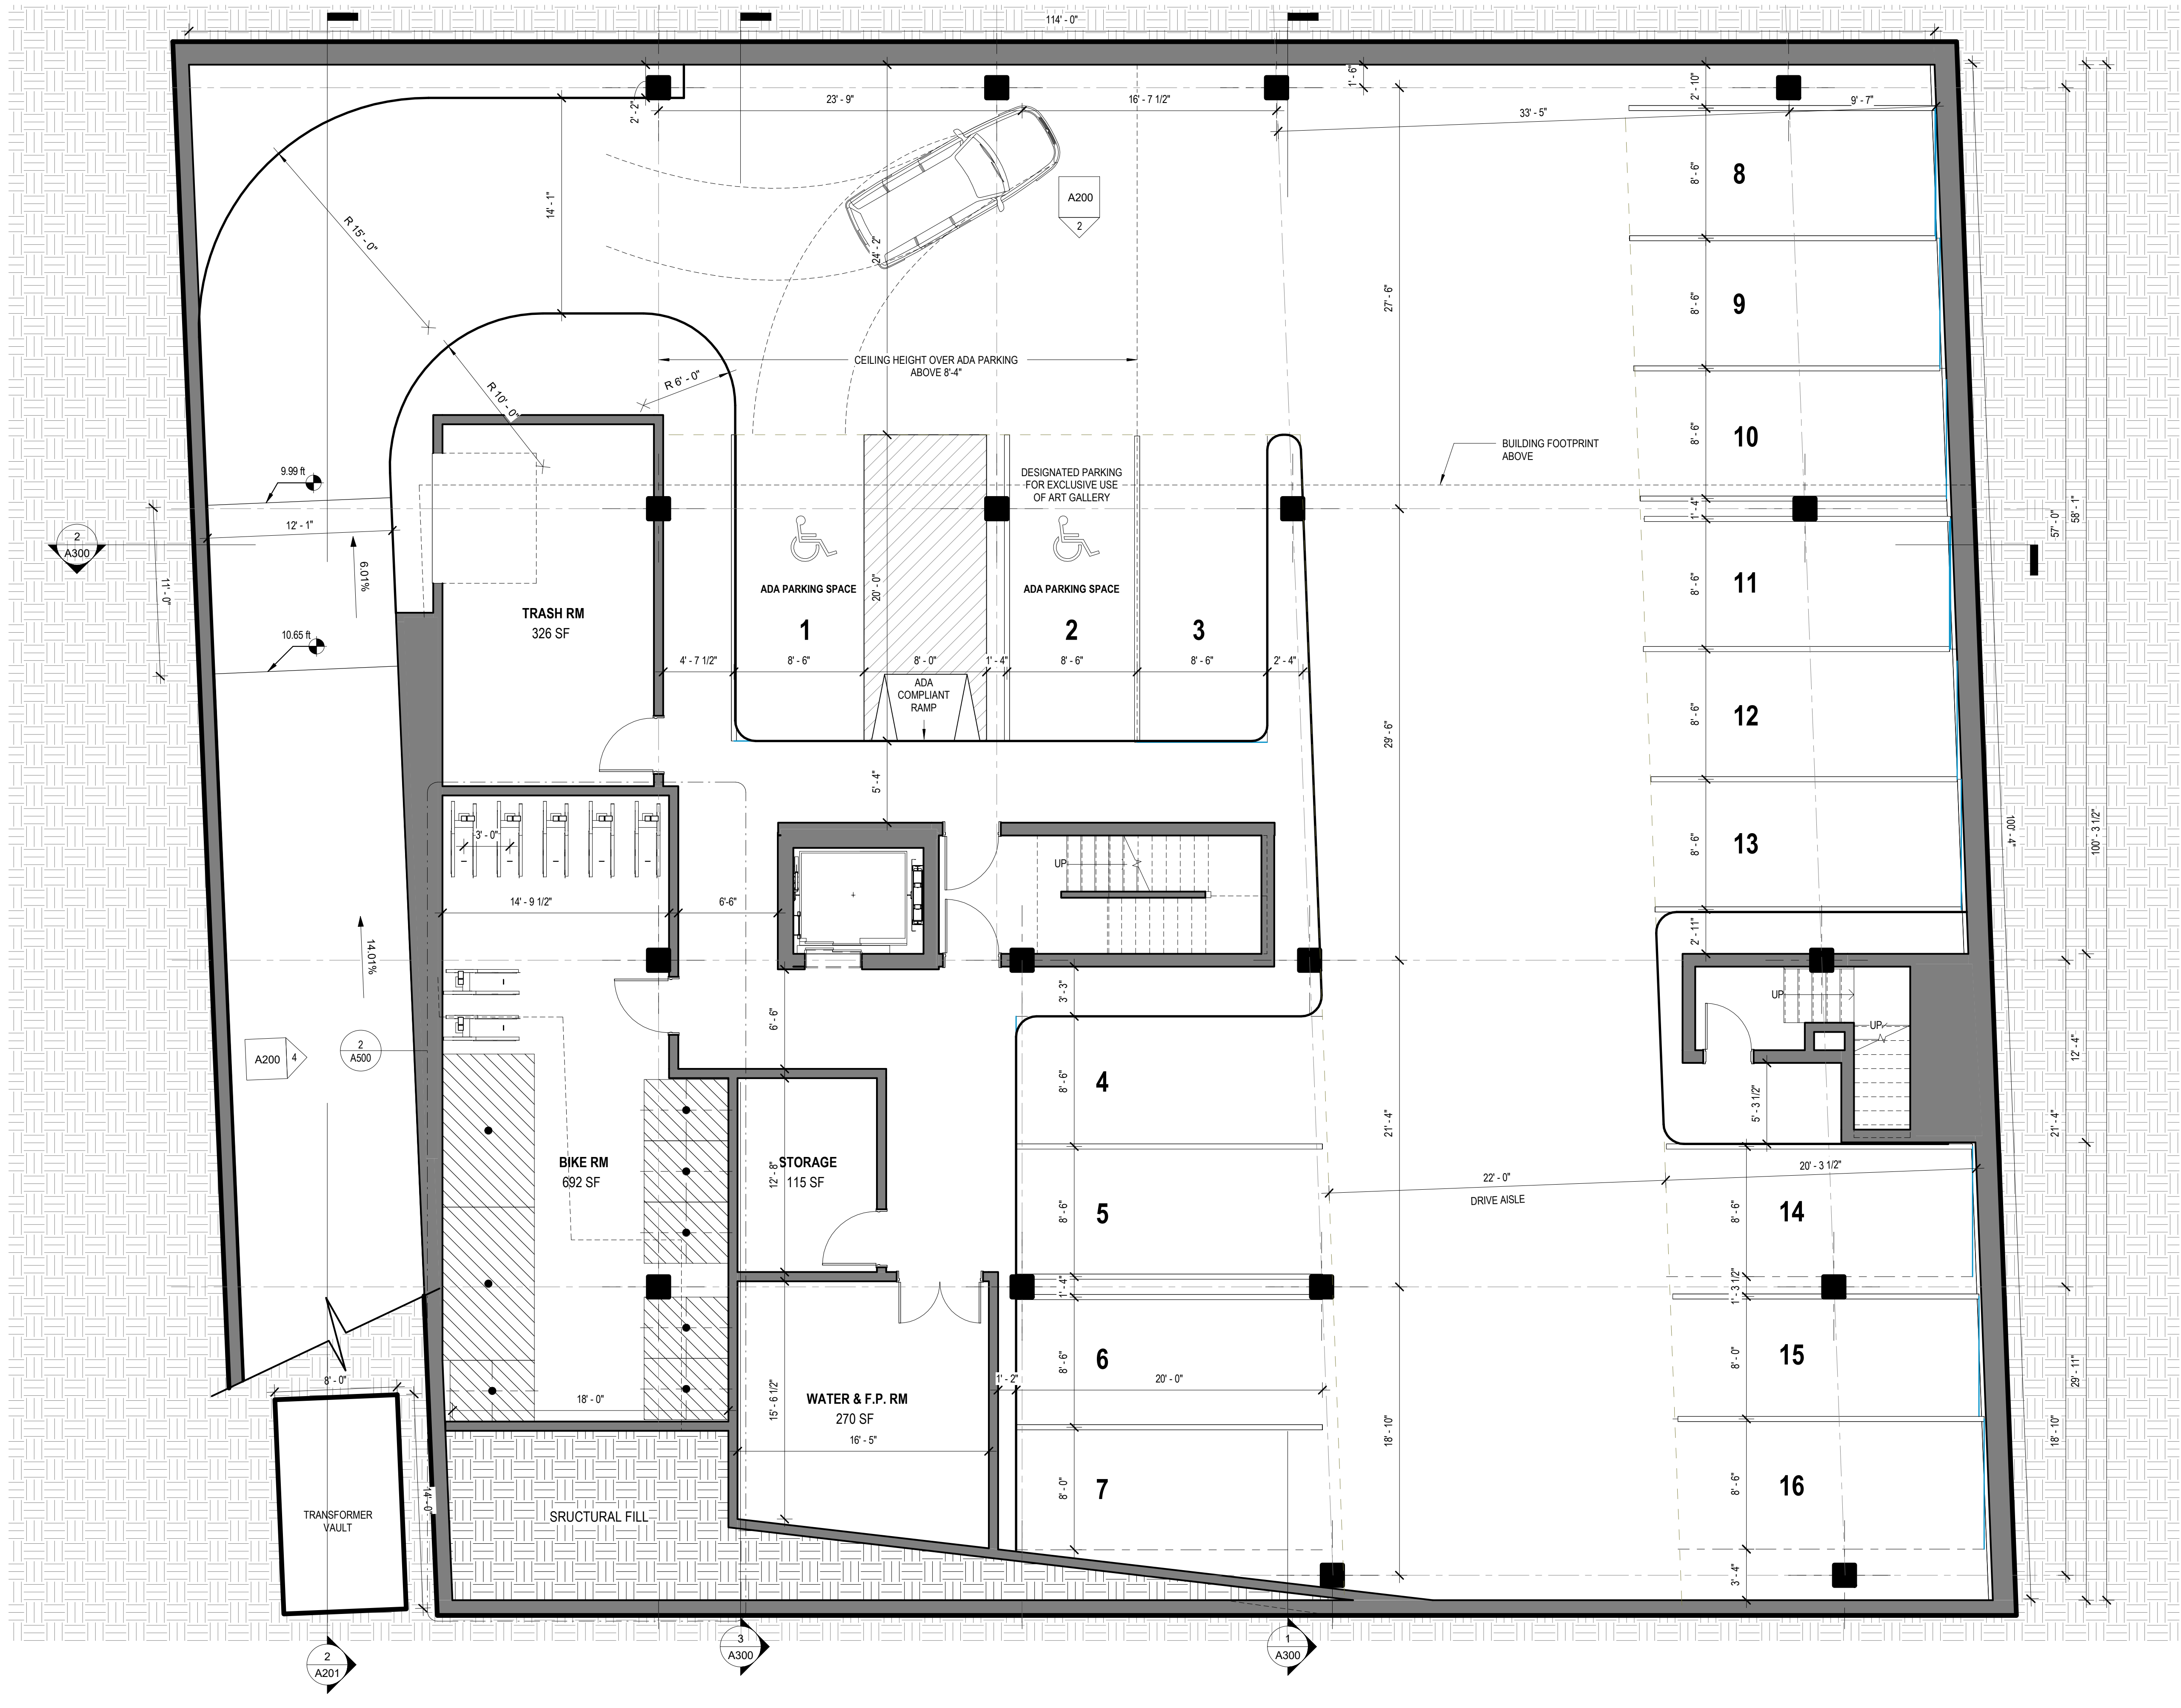 114' - 0"
1' - 6"
2' - 2"
23' - 9"
16' - 7 1/2"
33' - 5"
2' - 10"
9' - 7"
R 15' - 0"
14' - 1"
24' - 2"
A200
2
8' - 6"
8
27' - 6"
8' - 6"
9
CEILING HEIGHT OVER ADA PARKING
ABOVE 8'-4"
R 6' - 0"
R 10' - 0"
8' - 6"
10
BUILDING FOOTPRINT
ABOVE
9.99 ft
DESIGNATED PARKING
FOR EXCLUSIVE USE
OF ART GALLERY
1' - 4"
12' - 1"
2
A300
11' - 0"
6.01%
58' - 1"
57' - 0"
20' - 0"
ADA PARKING SPACE
1
ADA PARKING SPACE
2
3
8' - 6"
11
TRASH RM
326 SF
10.65 ft
4' - 7 1/2"
8' - 6"
8' - 0"
1' - 4"
8' - 6"
8' - 6"
2' - 4"
ADA
COMPLIANT
RAMP
8' - 6"
12
29' - 6"
5' - 4"
3' - 0"
UP
8' - 6"
13
100' - 4"
100' - 3 1/2"
14' - 9 1/2"
6'-6"
2' - 11"
14.01%
3' - 3"
6' - 9"
UP
UP
A200
4
2
A500
12' - 4"
8' - 6"
4
5' - 3 1/2"
21' - 4"
21' - 4"
BIKE RM
692 SF
STORAGE
115 SF
12' - 8"
8' - 6"
5
22' - 0"
DRIVE AISLE
20' - 3 1/2"
8' - 6"
14
1' - 4"
1' - 3 1/2"
8' - 6"
6
8' - 0"
15
29' - 11"
8' - 0"
18' - 0"
15' - 6 1/2"
WATER & F.P. RM
270 SF
16' - 5"
1' - 2"
20' - 0"
18' - 10"
18' - 10"
8' - 0"
7
8' - 6"
16
14' - 0"
TRANSFORMER
VAULT
SRUCTURAL FILL
3' - 4"
2
A201
3
A300
1
A300